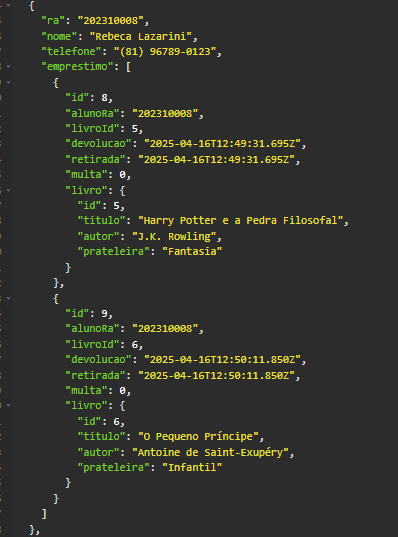 {
"ra": "202310008",
"nome": "Rebeca Lazarini",
"telefone": "(81) 96789-0123",
"emprestimo": [
{
"id": 8,
"alunoRa": "202310008",
"livroId": 5,
"devolucao": "2025-04-16T12:49:31.695Z",
"retirada": "2025-04-16T12:49:31.695Z",
"multa": 0,
"livro": {
"id": 5,
"titulo": "Harry Potter e a Pedra Filosofal",
"autor": "J.K. Rowling",
"prateleira": "Fantasia"
}
},
{
"id": 9,
"alunoRa": "202310008",
"livroId": 6,
"devolucao": "2025-04-16T12:50:11.850Z",
"retirada": "2025-04-16T12:50:11.850Z",
"multa": 0,
"livro": {
"id": 6,
"titulo": "O Pequeno Príncipe",
"autor": "Antoine de Saint-Exupéry",
"prateleira": "Infantil"
}
}
]
},